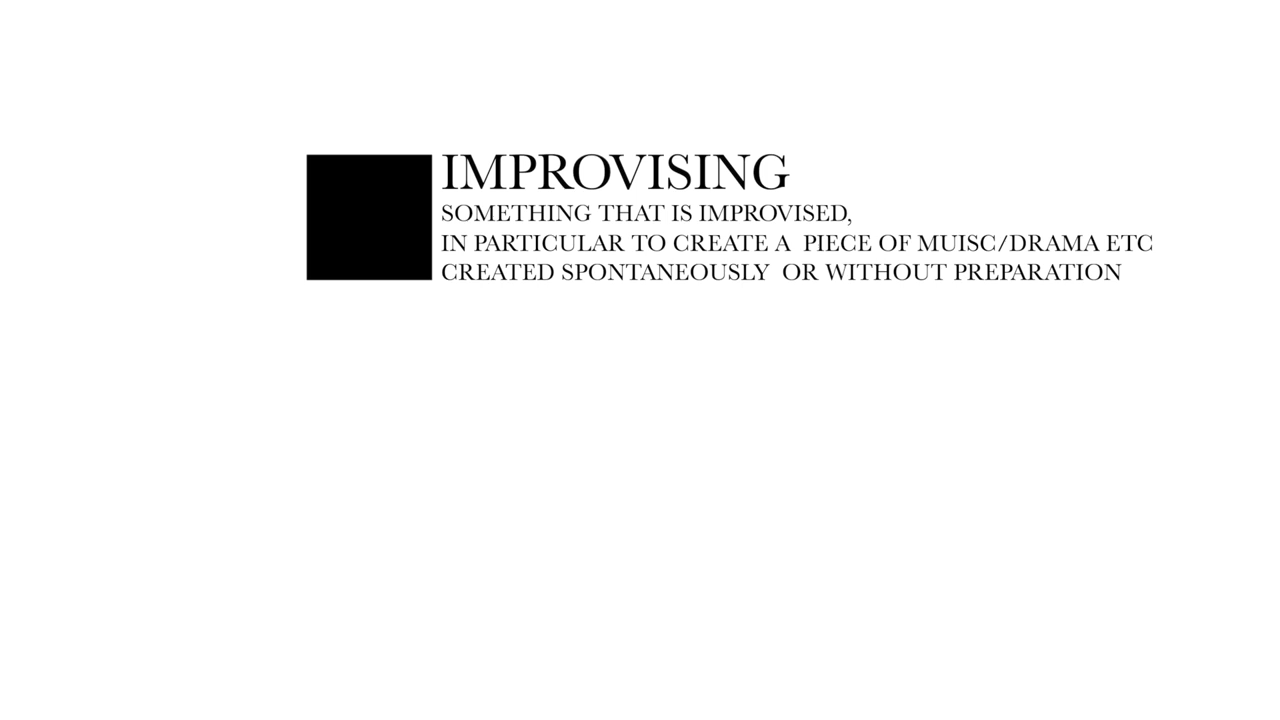 IMPROVISING
SOMETHING THAT IS IMPROVISED,
IN PARTICULAR TO CREATE A  PIECE OF MUISC/DRAMA ETC
CREATED SPONTANEOUSLY  OR WITHOUT PREPARATION